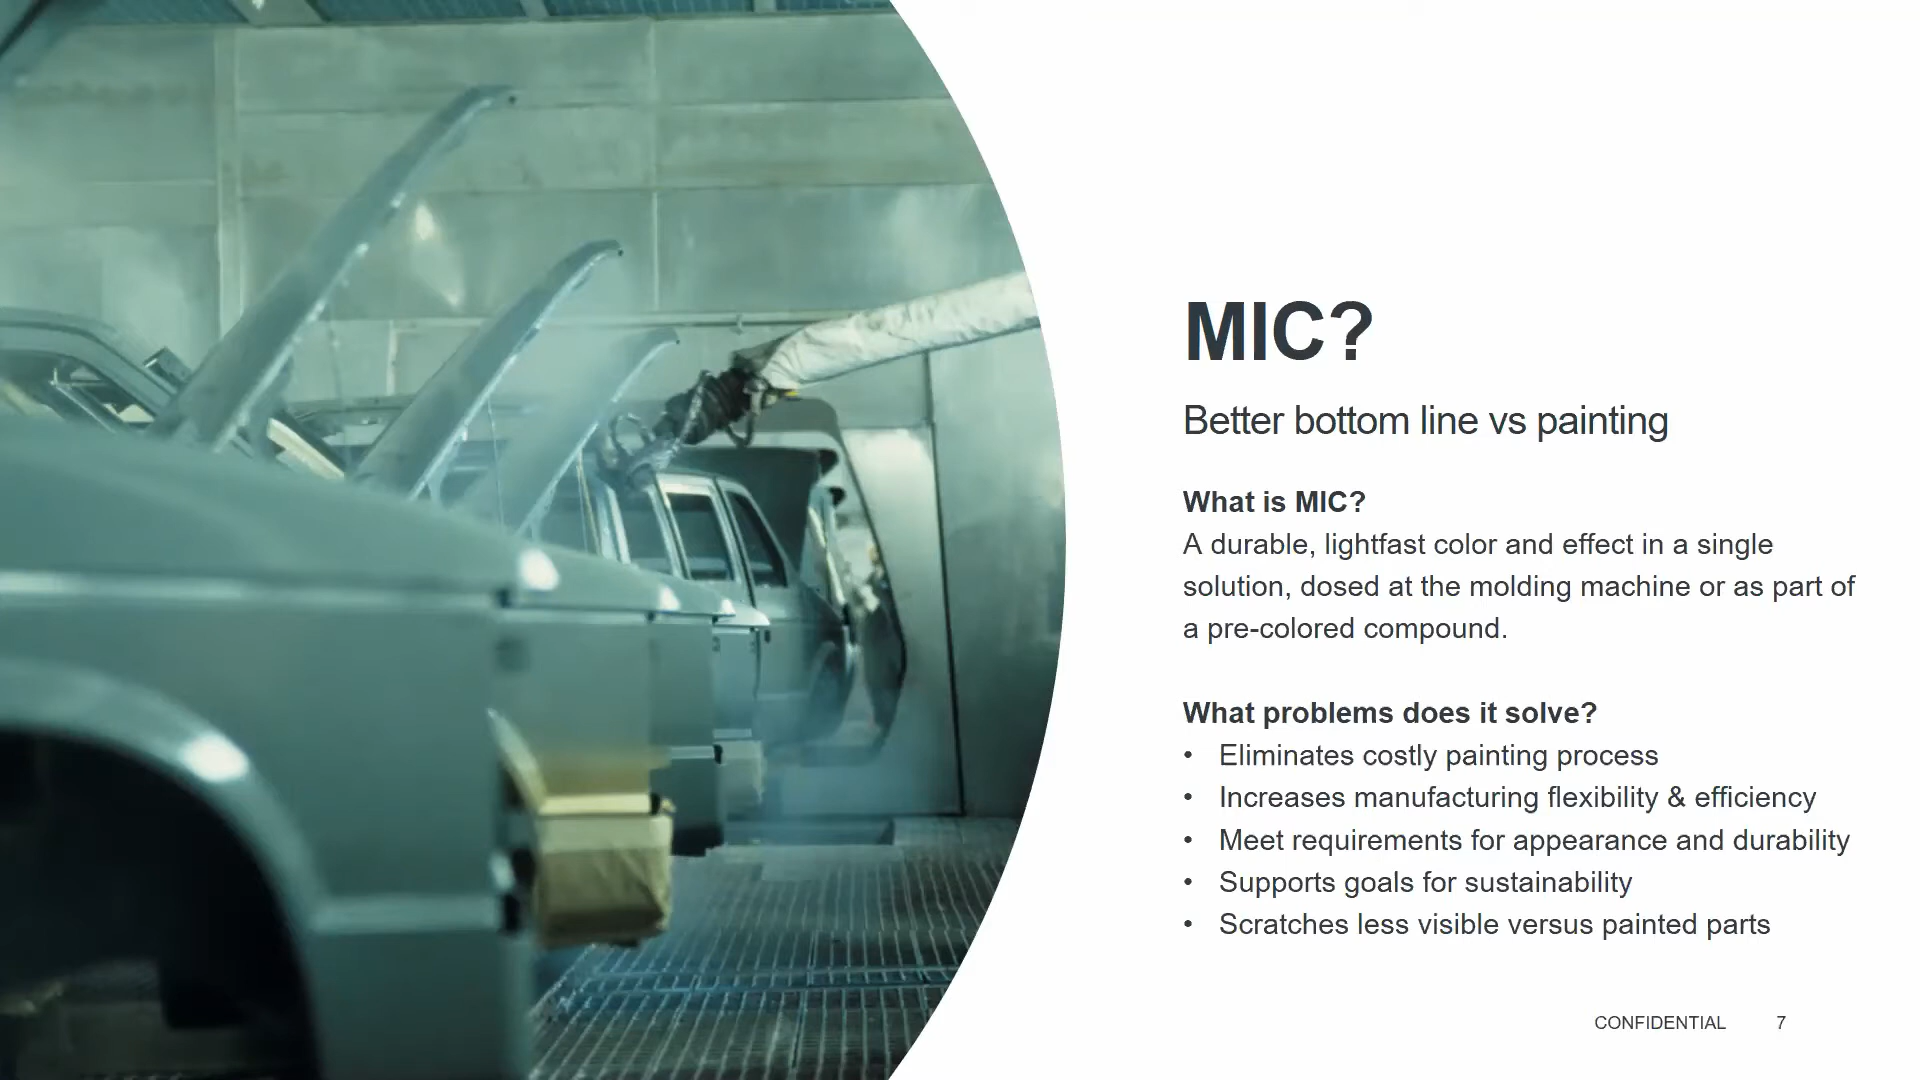 MIC?
Better bottom line vs painting
What is MIC?
A durable, lightfast color and effect in a single
solution, dosed at the molding machine or as part of
a pre-colored compound.
What problems does it solve?
• Eliminates costly painting process
• Increases manufacturing flexibility & efficiency
• Meet requirements for appearance and durability
• Supports goals for sustainability
• Scratches less visible versus painted parts
CONFIDENTIAL 7